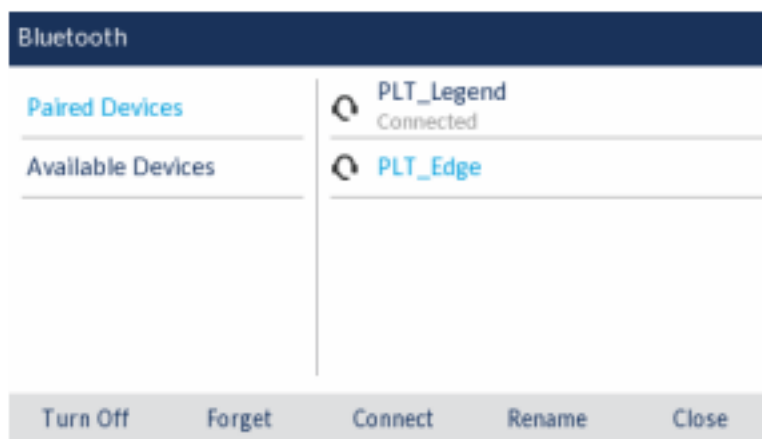 Bluetooth
Paired Devices
Available Devices
PLT_Legend
Connected
PLT_Edge
Turn Off Forget Connect Rename Close